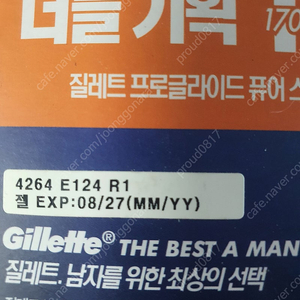 더블 기획
170
질레트 프로글라이드 퓨어 스
4264 E124 R1
젤 EXP:08/27(MM/YY)
Gillette® THE BEST A MAN
질레트. 남자를 위한 최상의 선택